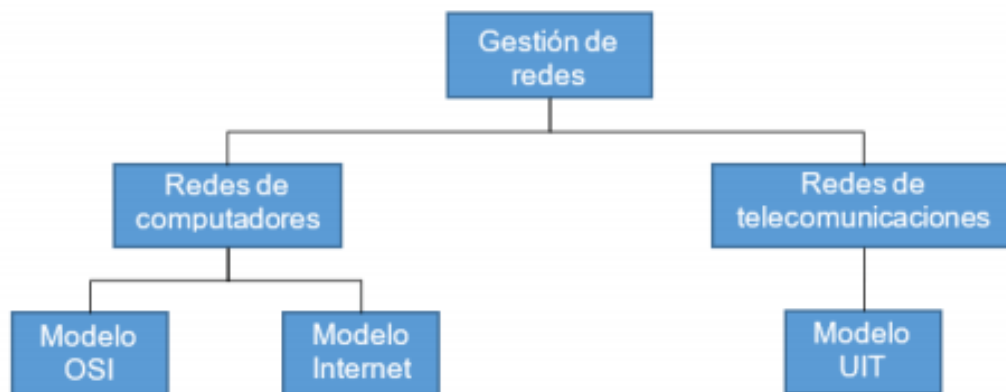 Gestión de
redes
Redes de
computadores
Redes de
telecomunicaciones
Modelo
OSI
Modelo
Internet
Modelo
UIT